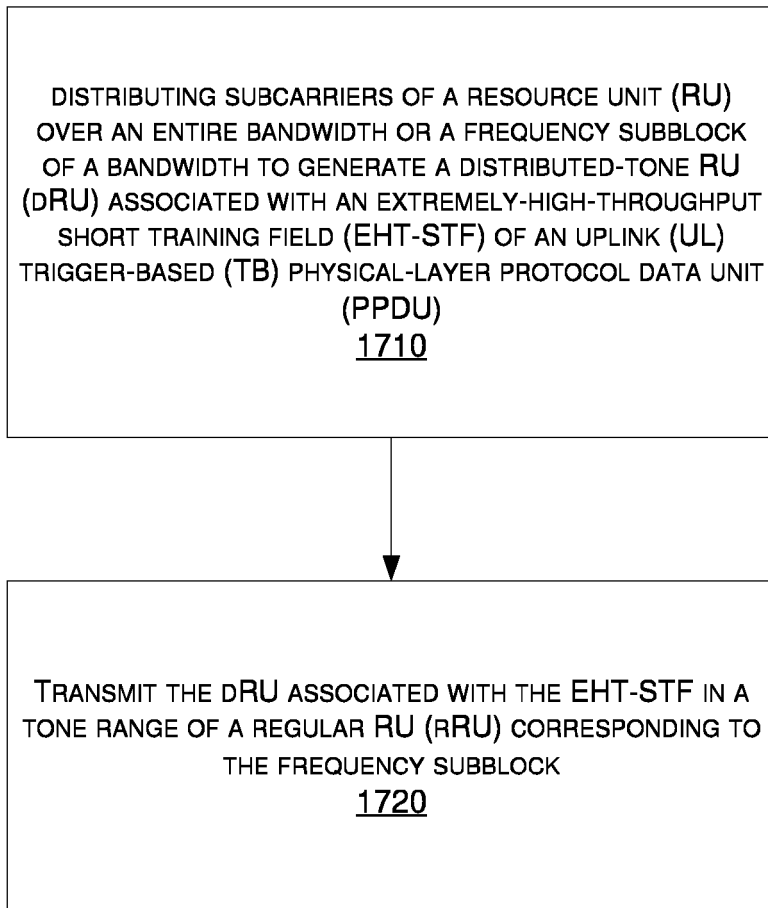 DISTRIBUTING SUBCARRIERS OF A RESOURCE UNIT (RU)
OVER AN ENTIRE BANDWIDTH OR A FREQUENCY SUBBLOCK
OF A BANDWIDTH TO GENERATE A DISTRIBUTED-TONE RU
(DRU) ASSOCIATED WITH AN EXTREMELY-HIGH-THROUGHPUT
SHORT TRAINING FIELD (EHT-STF) OF AN UPLINK (UL)
TRIGGER-BASED (TB) PHYSICAL-LAYER PROTOCOL DATA UNIT
(PPDU)
1710
TRANSMIT THE DRU ASSOCIATED WITH THE EHT-STF IN A
TONE RANGE OF A REGULAR RU (RRU) CORRESPONDING TO
THE FREQUENCY SUBBLOCK
1720